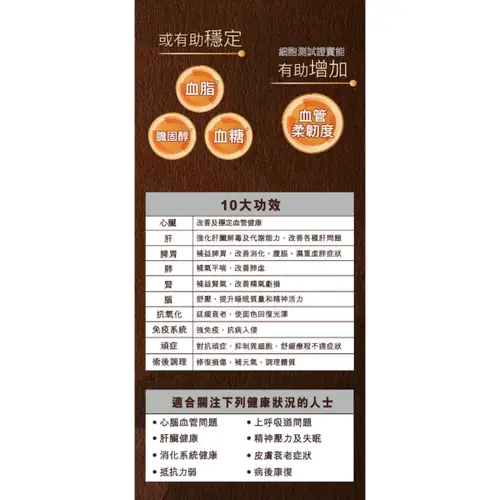 或有助穩定
血脂
膽固醇
血糖
細胞測試證實能
有助增加
血管
柔韌度
10大功效
心臟 改善及穩定血管健康
肝 強化肝臟解毒及代謝能力，改善各種肝問題
脾胃 補益脾胃，改善消化、腹脹、濕重虛胖症狀
肺 補氣平喘，改善肺虛
腎 補益腎氣，改善精氣虧損
腦 舒壓，提升睡眠質量和精神活力
抗氧化 延緩衰老，使面色回復光澤
免疫系統 強免疫，抗病入侵
頑症 對抗頑症，抑制異細胞，舒緩療程不適症狀
術後調理 修復損傷，補元氣，調理體質
適合關注下列健康狀況的人士
• 心腦血管問題
• 肝臟健康
• 消化系統健康
• 抵抗力弱
• 上呼吸道問題
• 精神壓力及失眠
• 皮膚衰老症狀
• 病後康復